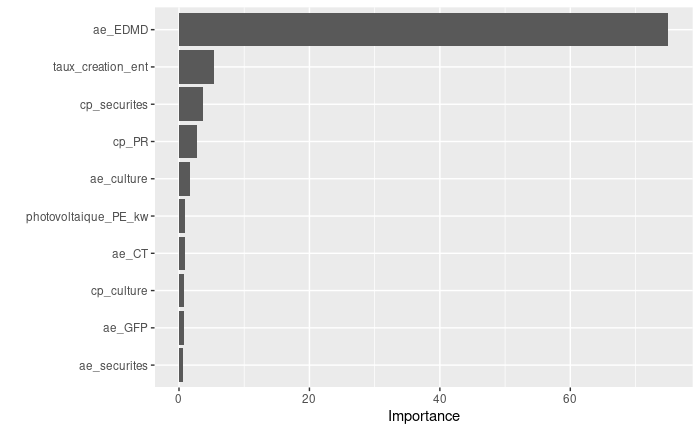 ae_EDMD
taux_creation_ent
cp_securites
cp_PR
ae_culture
photovoltaique_PE_kw
ae_CT
cp_culture
ae_GFP
ae_securites
0 20 40 60
Importance